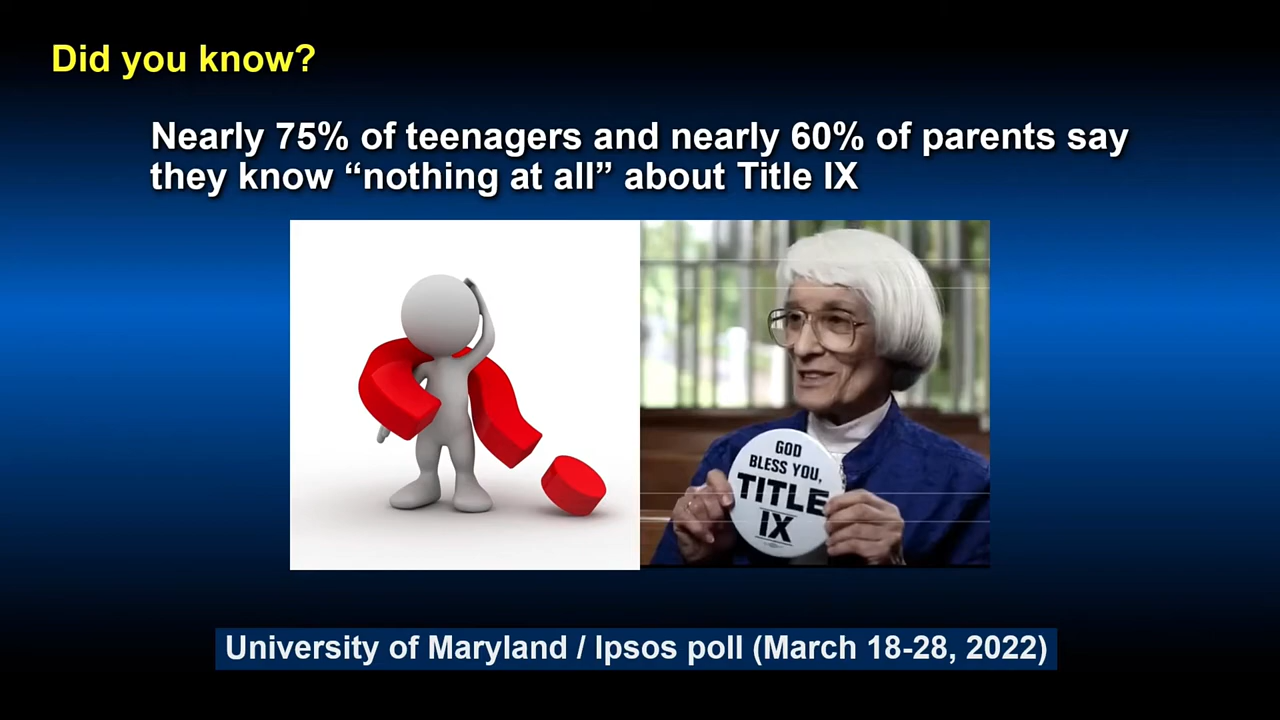 Did you know?
Nearly 75% of teenagers and nearly 60% of parents say
they know “nothing at all” about Title IX
GOD
BLESS YOU,
TITLE
IX
University of Maryland / Ipsos poll (March 18-28, 2022)